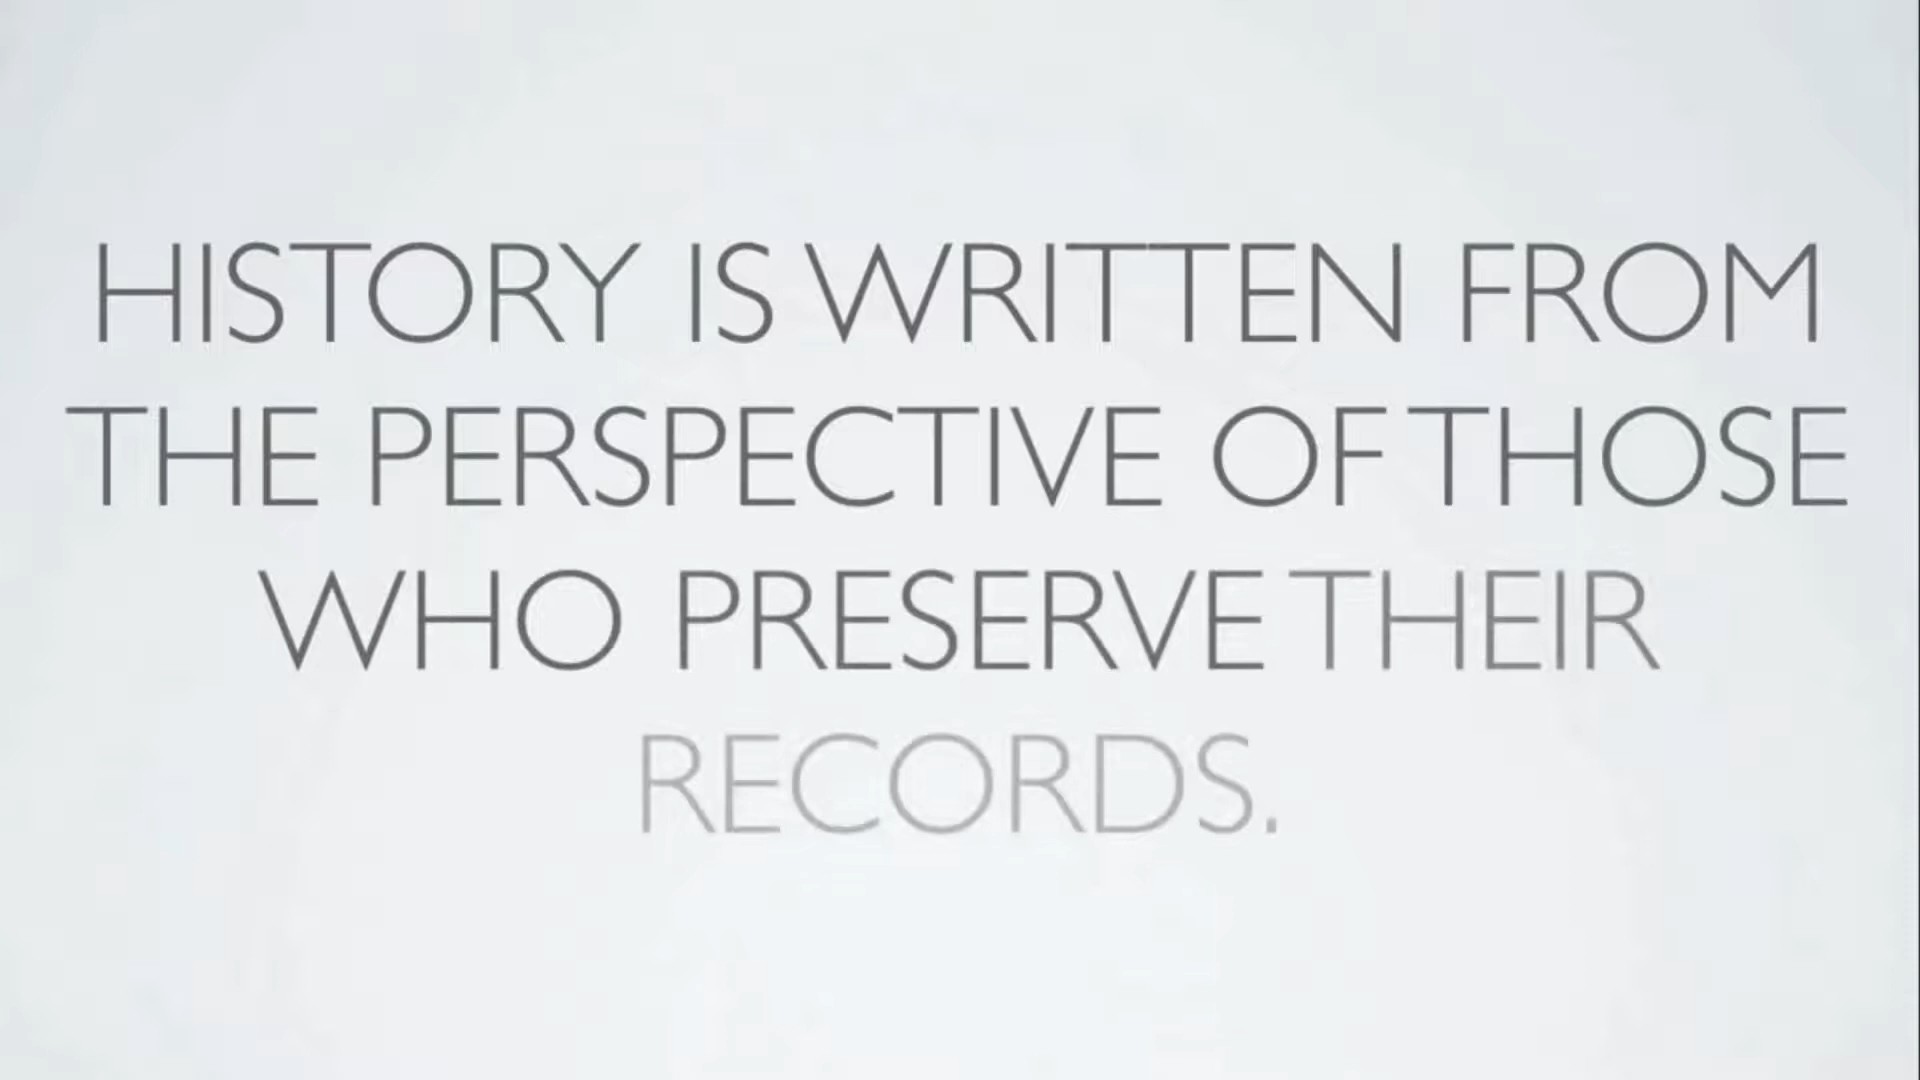 HISTORY IS WRITTEN FROM
THE PERSPECTIVE OF THOSE
WHO PRESERVE THEIR
RECORDS.